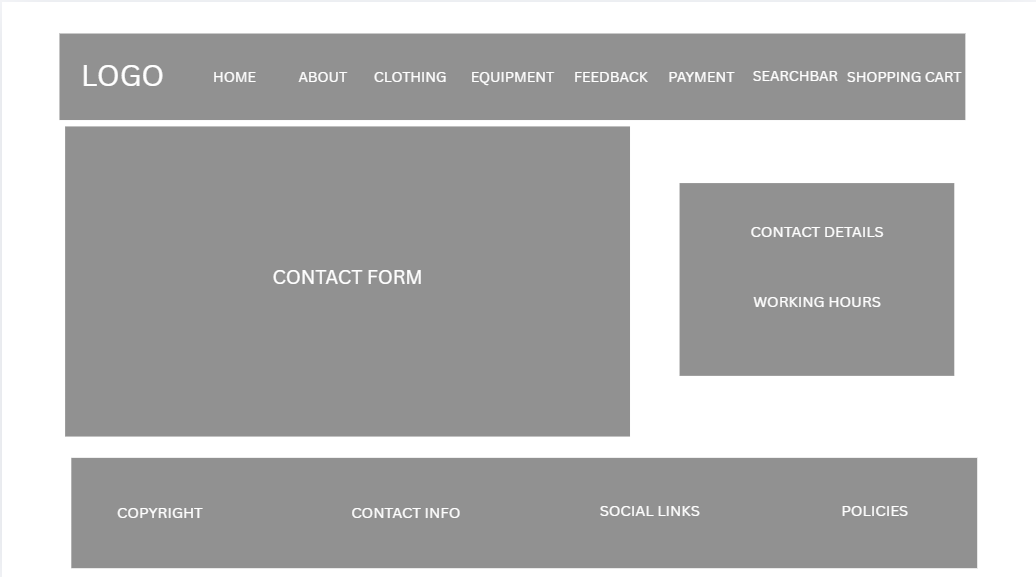 LOGO HOME ABOUT CLOTHING EQUIPMENT FEEDBACK PAYMENT SEARCHBAR SHOPPING CART
CONTACT FORM
CONTACT DETAILS
WORKING HOURS
COPYRIGHT CONTACT INFO SOCIAL LINKS POLICIES